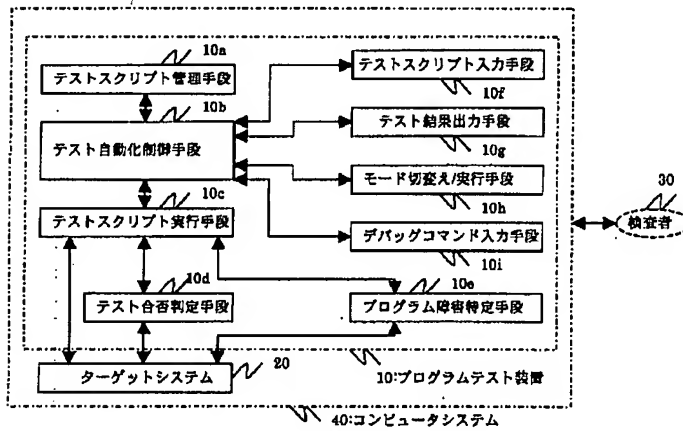 10a
テストスクリプト管理手段
テストスクリプト入力手段
10b
10f
テスト自動化制御手段
テスト結果出力手段
10g
10c
モード切変え/実行手段
30
テストスクリプト実行手段
10h
検査者
デバッグコマンド入力手段
10i
10d
10e
テスト合否判定手段
プログラム障害特定手段
20
ターゲットシステム
10:プログラムテスト装置
40:コンピュータシステム